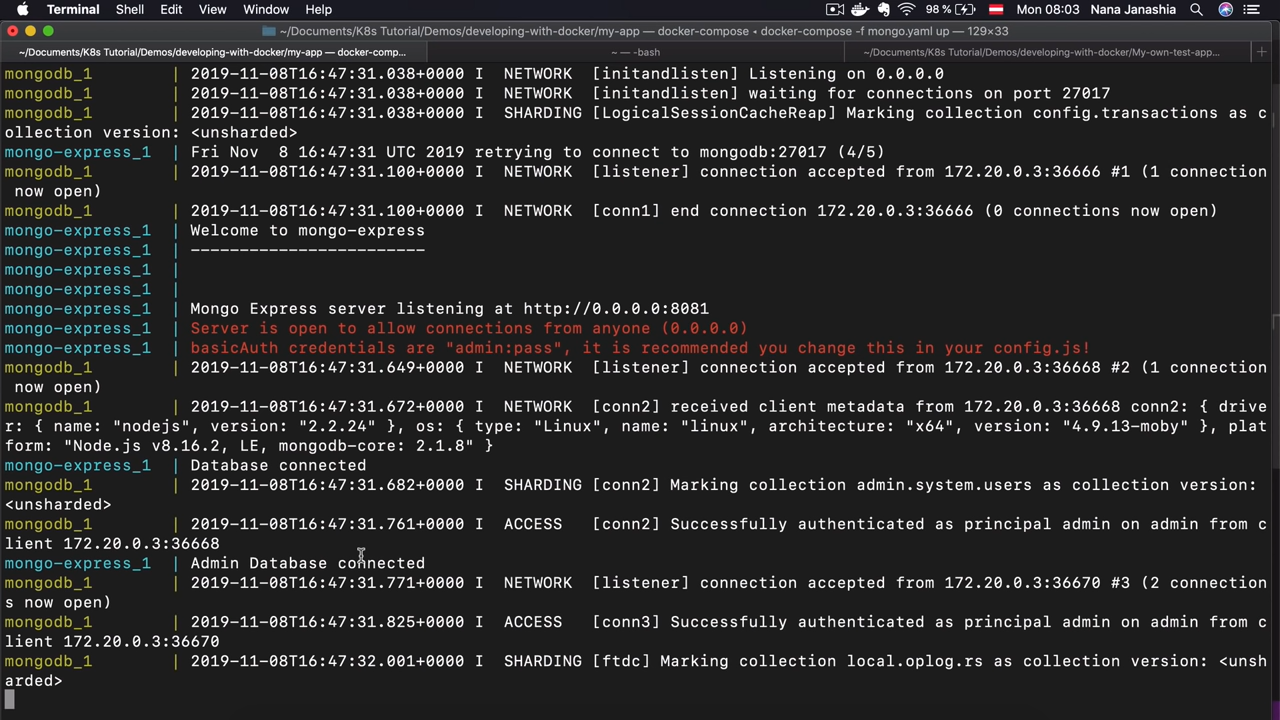 Terminal Shell Edit View Window Help 98 % Mon 08:03 Nana Janashia
~/Documents/K8s Tutorial/Demos/developing-with-docker/my-app — docker-compose ◂ docker-compose -f mongo.yaml up — 129×33
~/Documents/K8s Tutorial/Demos/developing-with-docker/my-app — docker-comp... ~ — -bash ~/Documents/K8s Tutorial/Demos/developing-with-docker/My-own-test-app... +
mongodb_1 | 2019-11-08T16:47:31.038+0000 I NETWORK [initandlisten] Listening on 0.0.0.0
mongodb_1 | 2019-11-08T16:47:31.038+0000 I NETWORK [initandlisten] waiting for connections on port 27017
mongodb_1 | 2019-11-08T16:47:31.038+0000 I SHARDING [LogicalSessionCacheReap] Marking collection config.transactions as c
ollection version: <unsharded>
mongo-express_1 | Fri Nov 8 16:47:31 UTC 2019 retrying to connect to mongodb:27017 (4/5)
mongodb_1 | 2019-11-08T16:47:31.100+0000 I NETWORK [listener] connection accepted from 172.20.0.3:36666 #1 (1 connection
now open)
mongodb_1 | 2019-11-08T16:47:31.100+0000 I NETWORK [conn1] end connection 172.20.0.3:36666 (0 connections now open)
mongo-express_1 | Welcome to mongo-express
mongo-express_1 | ------------------------
mongo-express_1 |
mongo-express_1 |
mongo-express_1 | Mongo Express server listening at http://0.0.0.0:8081
mongo-express_1 | Server is open to allow connections from anyone (0.0.0.0)
mongo-express_1 | basicAuth credentials are "admin:pass", it is recommended you change this in your config.js!
mongodb_1 | 2019-11-08T16:47:31.649+0000 I NETWORK [listener] connection accepted from 172.20.0.3:36668 #2 (1 connection
now open)
mongodb_1 | 2019-11-08T16:47:31.672+0000 I NETWORK [conn2] received client metadata from 172.20.0.3:36668 conn2: { drive
r: { name: "nodejs", version: "2.2.24" }, os: { type: "Linux", name: "linux", architecture: "x64", version: "4.9.13-moby" }, plat
form: "Node.js v8.16.2, LE, mongodb-core: 2.1.8" }
mongo-express_1 | Database connected
mongodb_1 | 2019-11-08T16:47:31.682+0000 I SHARDING [conn2] Marking collection admin.system.users as collection version:
<unsharded>
mongodb_1 | 2019-11-08T16:47:31.761+0000 I ACCESS [conn2] Successfully authenticated as principal admin on admin from c
lient 172.20.0.3:36668
mongo-express_1 | Admin Database connected
mongodb_1 | 2019-11-08T16:47:31.771+0000 I NETWORK [listener] connection accepted from 172.20.0.3:36670 #3 (2 connection
s now open)
mongodb_1 | 2019-11-08T16:47:31.825+0000 I ACCESS [conn3] Successfully authenticated as principal admin on admin from c
lient 172.20.0.3:36670
mongodb_1 | 2019-11-08T16:47:32.001+0000 I SHARDING [ftdc] Marking collection local.oplog.rs as collection version: <unsh
arded>